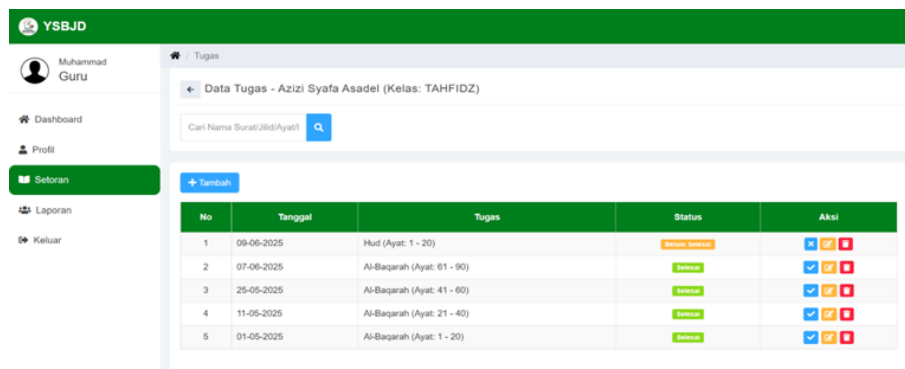 YSBJD
Muhammad
Guru
Dashboard
Profil
Setoran
Laporan
Keluar
/ Tugas
Data Tugas - Azizi Syafa Asadel (Kelas: TAHFIDZ)
Cari Nama Surat/Jilid/Ayat/
+ Tambah
No Tanggal Tugas Status Aksi
1 09-06-2025 Hud (Ayat: 1 - 20) Belum Selesai
2 07-06-2025 Al-Baqarah (Ayat: 61 - 90) Selesai
3 25-05-2025 Al-Baqarah (Ayat: 41 - 60) Selesai
4 11-05-2025 Al-Baqarah (Ayat: 21 - 40) Selesai
5 01-05-2025 Al-Baqarah (Ayat: 1 - 20) Selesai